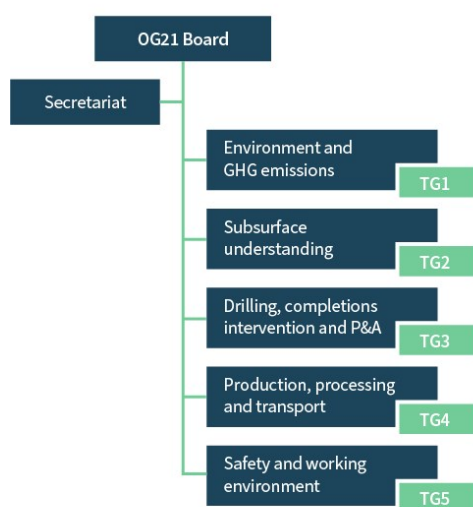 OG21 Board
Secretariat
Environment and
GHG emissions
TG1
Subsurface
understanding
TG2
Drilling, completions
intervention and P&A
TG3
Production, processing
and transport
TG4
Safety and working
environment
TG5